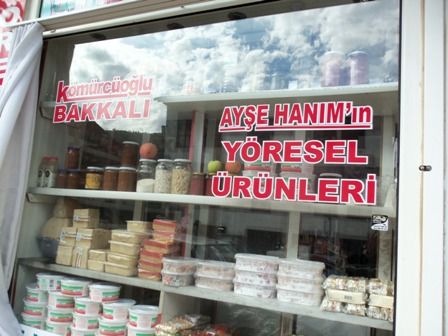 kömürcüoğlu
BAKKALI
AYŞE HANIM'ın
YÖRESEL
ÜRÜNLERİ